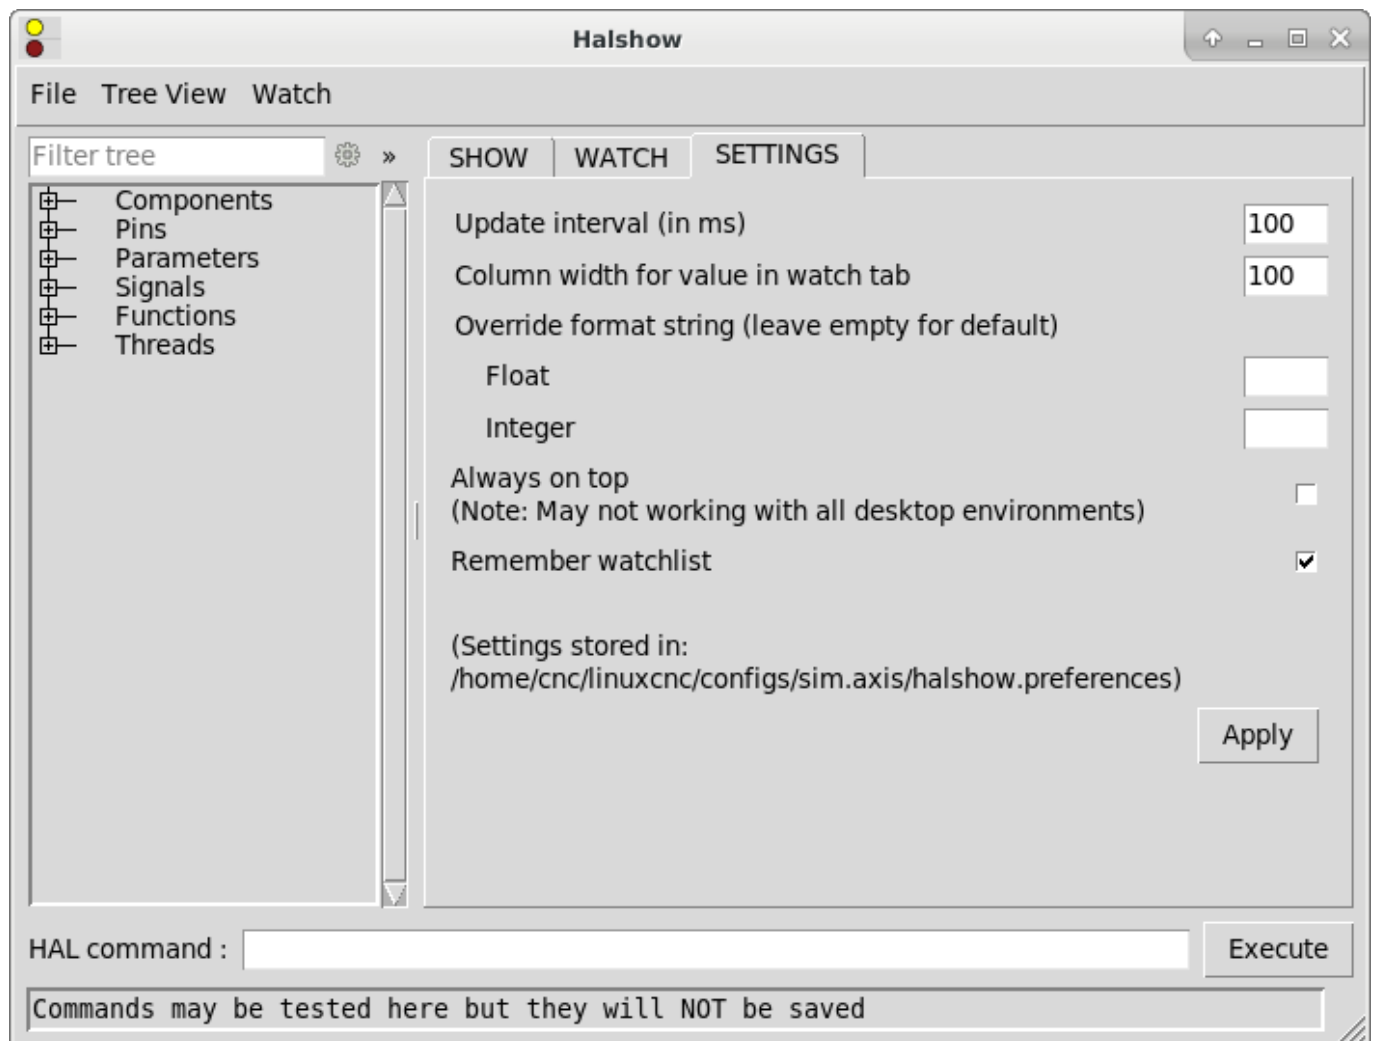 Halshow
File Tree View Watch
Filter tree »
Components
Pins
Parameters
Signals
Functions
Threads
SHOW WATCH SETTINGS
Update interval (in ms) 100
Column width for value in watch tab 100
Override format string (leave empty for default)
Float
Integer
Always on top
(Note: May not working with all desktop environments)
Remember watchlist
(Settings stored in:
/home/cnc/linuxcnc/configs/sim.axis/halshow.preferences)
Apply
HAL command : Execute
Commands may be tested here but they will NOT be saved